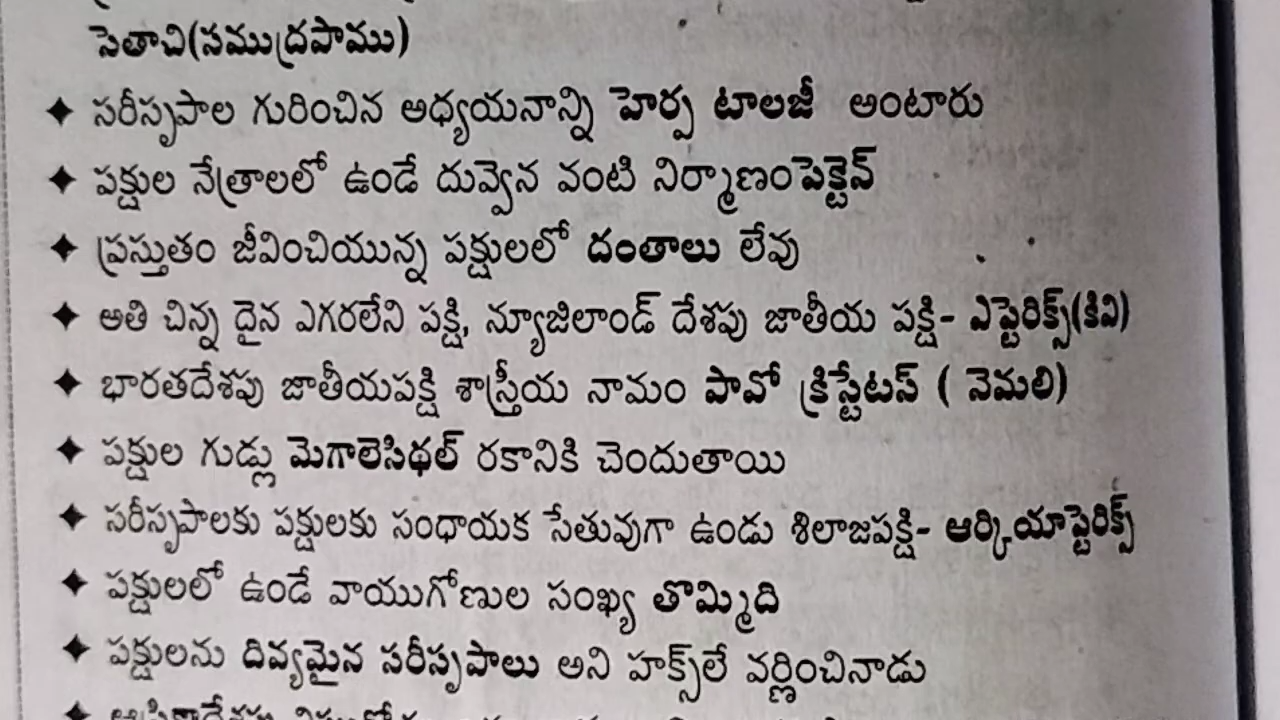 సెతాచి(సముద్రపాము)
✦ సరీసృపాల గురించిన అధ్యయనాన్ని హెర్ప టాలజీ అంటారు
✦ పక్షుల నేత్రాలలో ఉండే దువ్వెన వంటి నిర్మాణంపెక్టెన్
✦ ప్రస్తుతం జీవించియున్న పక్షులలో దంతాలు లేవు
✦ అతి చిన్న దైన ఎగరలేని పక్షి, న్యూజిలాండ్ దేశపు జాతీయ పక్షి- ఎప్టెరిక్స్(కివి)
✦ భారతదేశపు జాతీయపక్షి శాస్త్రీయ నామం పావో క్రిస్టేటస్ ( నెమలి)
✦ పక్షుల గుడ్లు మెగాలెసిథల్ రకానికి చెందుతాయి
✦ సరీసృపాలకు పక్షులకు సంధాయక సేతువుగా ఉండు శిలాజపక్షి- ఆర్కియాప్టెరిక్స్
✦ పక్షులలో ఉండే వాయుగోణుల సంఖ్య తొమ్మిది
✦ పక్షులను దివ్యమైన సరీసృపాలు అని హక్స్‌లే వర్ణించినాడు